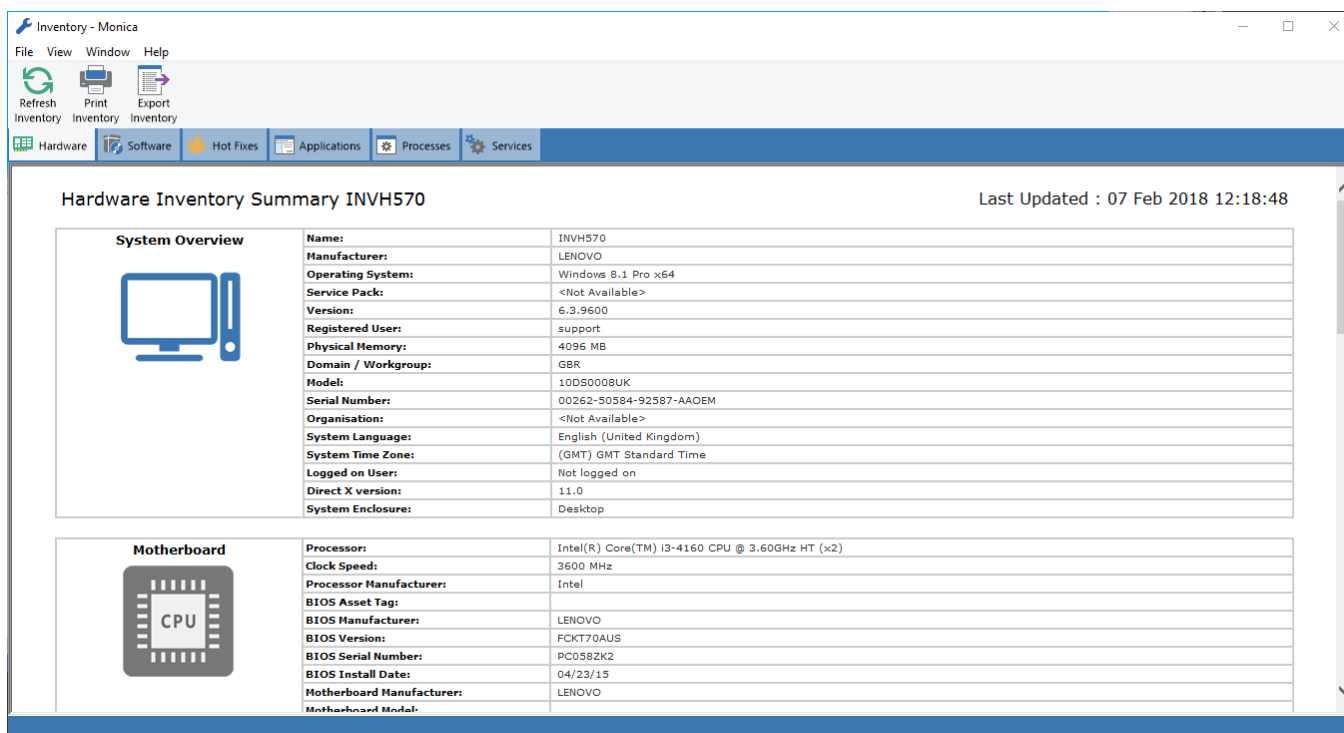 Inventory - Monica
File View Window Help
Refresh Inventory Print Inventory Export Inventory
Hardware Software Hot Fixes Applications Processes Services
Hardware Inventory Summary INVH570 Last Updated : 07 Feb 2018 12:18:48
System Overview
Name: INVH570
Manufacturer: LENOVO
Operating System: Windows 8.1 Pro x64
Service Pack: <Not Available>
Version: 6.3.9600
Registered User: support
Physical Memory: 4096 MB
Domain / Workgroup: GBR
Model: 10DS0008UK
Serial Number: 00262-50584-92587-AAOEM
Organisation: <Not Available>
System Language: English (United Kingdom)
System Time Zone: (GMT) GMT Standard Time
Logged on User: Not logged on
Direct X version: 11.0
System Enclosure: Desktop
Motherboard
CPU
Processor: Intel(R) Core(TM) i3-4160 CPU @ 3.60GHz HT (x2)
Clock Speed: 3600 MHz
Processor Manufacturer: Intel
BIOS Asset Tag:
BIOS Manufacturer: LENOVO
BIOS Version: FCKT70AUS
BIOS Serial Number: PC058ZK2
BIOS Install Date: 04/23/15
Motherboard Manufacturer: LENOVO
Motherboard Model: